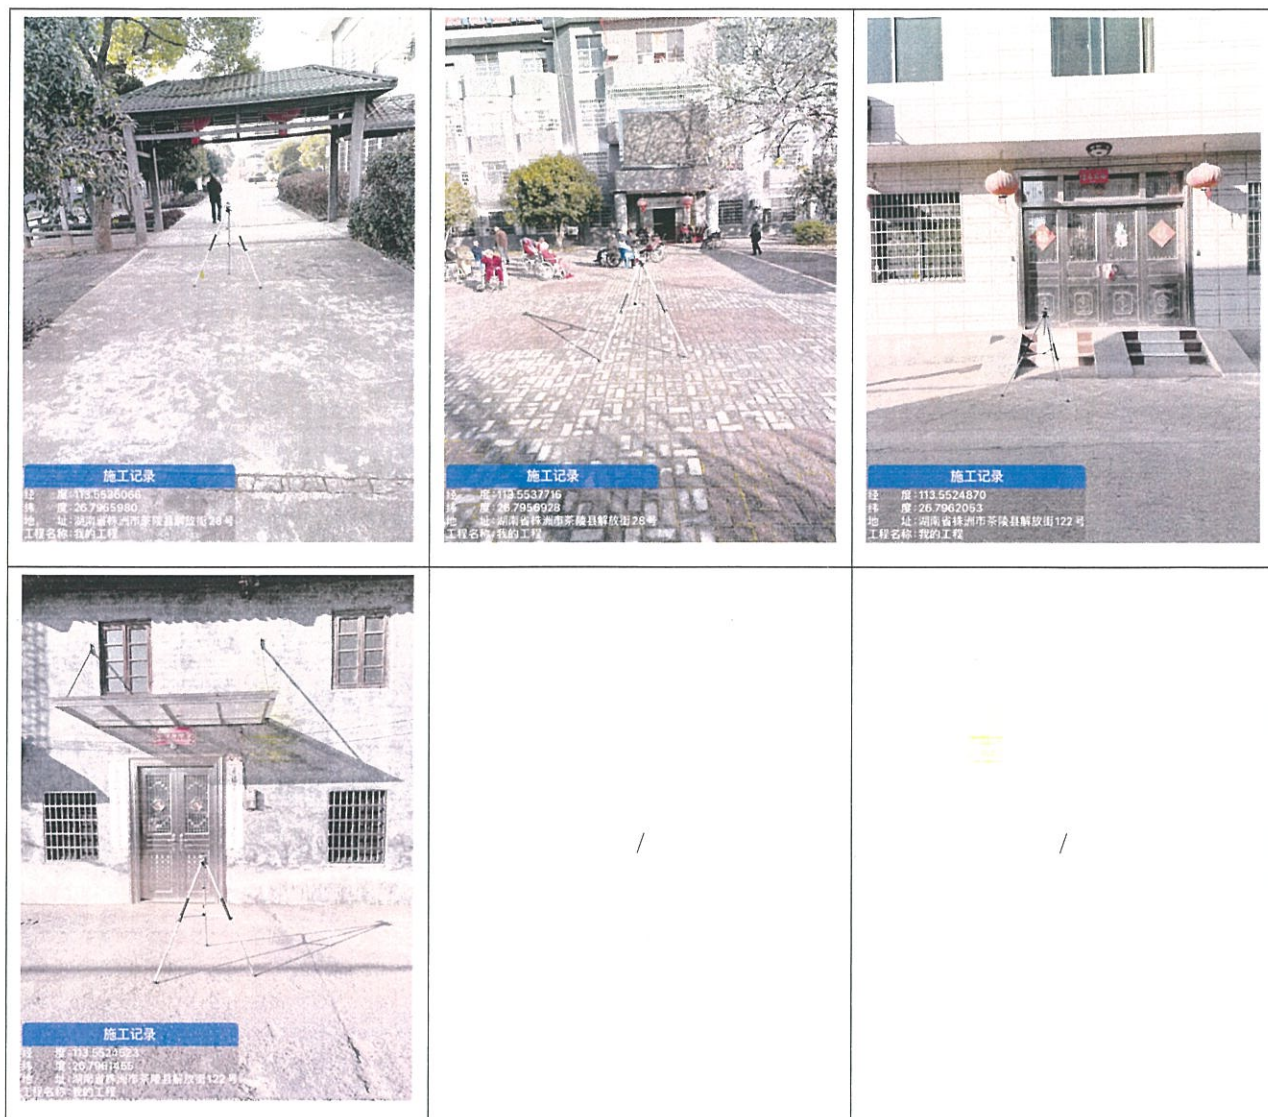 施工记录
经 度:113.5526066
纬 度:26.7965980
地 址:湖南省株洲市茶陵县解放街28号
工程名称:我的工程
施工记录
经 度:113.5537716
纬 度:26.7956928
地 址:湖南省株洲市茶陵县解放街28号
工程名称:我的工程
施工记录
经 度:113.5524870
纬 度:26.7962053
地 址:湖南省株洲市茶陵县解放街122号
工程名称:我的工程
/
/
施工记录
经 度:113.5524523
纬 度:26.7961455
地 址:湖南省株洲市茶陵县解放街122号
工程名称:我的工程